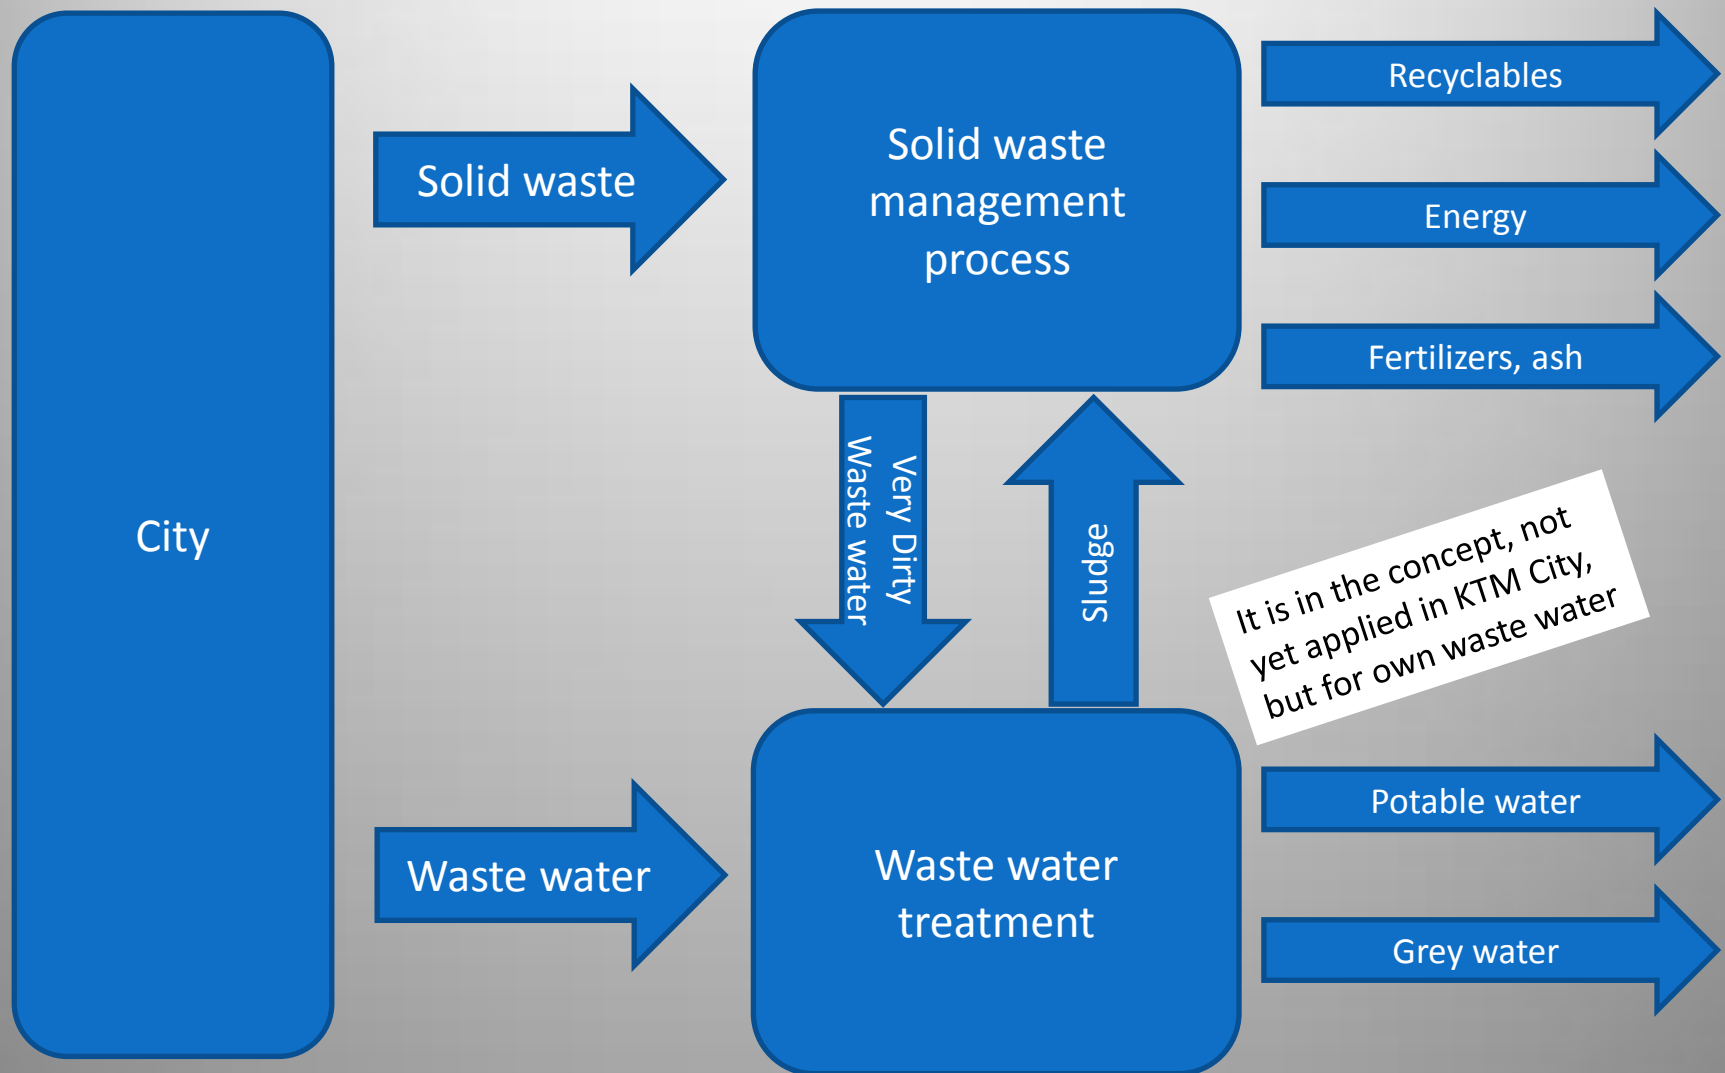 City
Solid waste
Solid waste
management
process
Recyclables
Energy
Fertilizers, ash
Very Dirty
Waste water
Sludge
It is in the concept, not
yet applied in KTM City,
but for own waste water
Waste water
Waste water
treatment
Potable water
Grey water